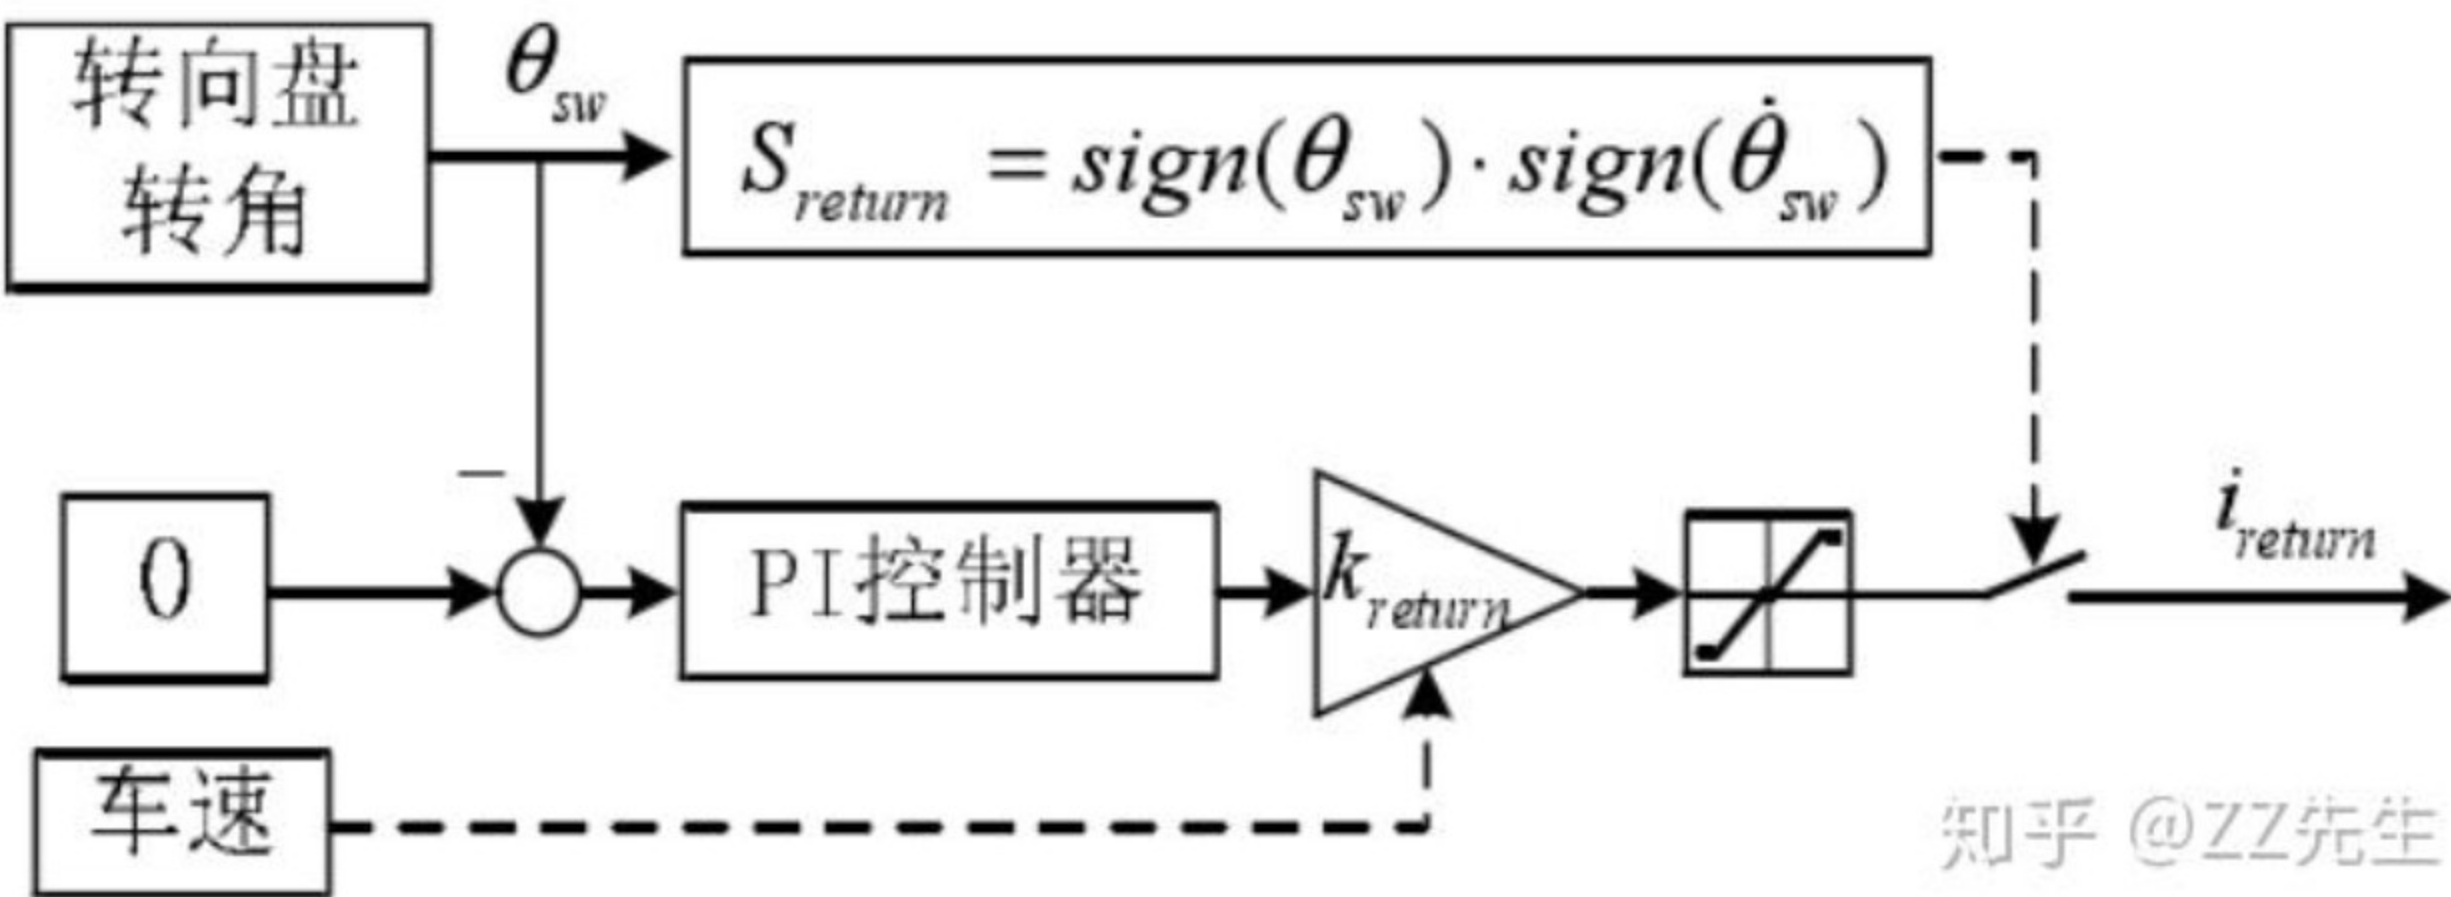 转向盘
转角
θsw
Sreturn = sign(θsw)·sign(θ̇sw)
−
0
PI控制器
kreturn
ireturn
车速
知乎 @ZZ先生